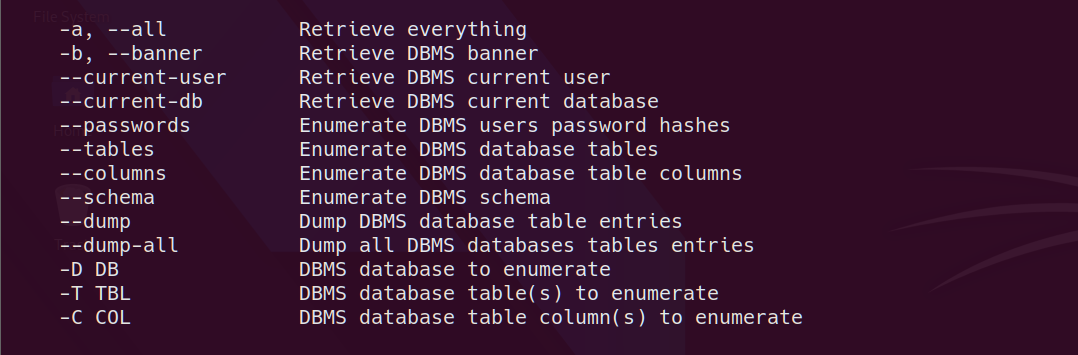 File System
-a, --all Retrieve everything
-b, --banner Retrieve DBMS banner
--current-user Retrieve DBMS current user
--current-db Retrieve DBMS current database
--passwords Enumerate DBMS users password hashes
--tables Enumerate DBMS database tables
--columns Enumerate DBMS database table columns
--schema Enumerate DBMS schema
--dump Dump DBMS database table entries
--dump-all Dump all DBMS databases tables entries
-D DB DBMS database to enumerate
-T TBL DBMS database table(s) to enumerate
-C COL DBMS database table column(s) to enumerate